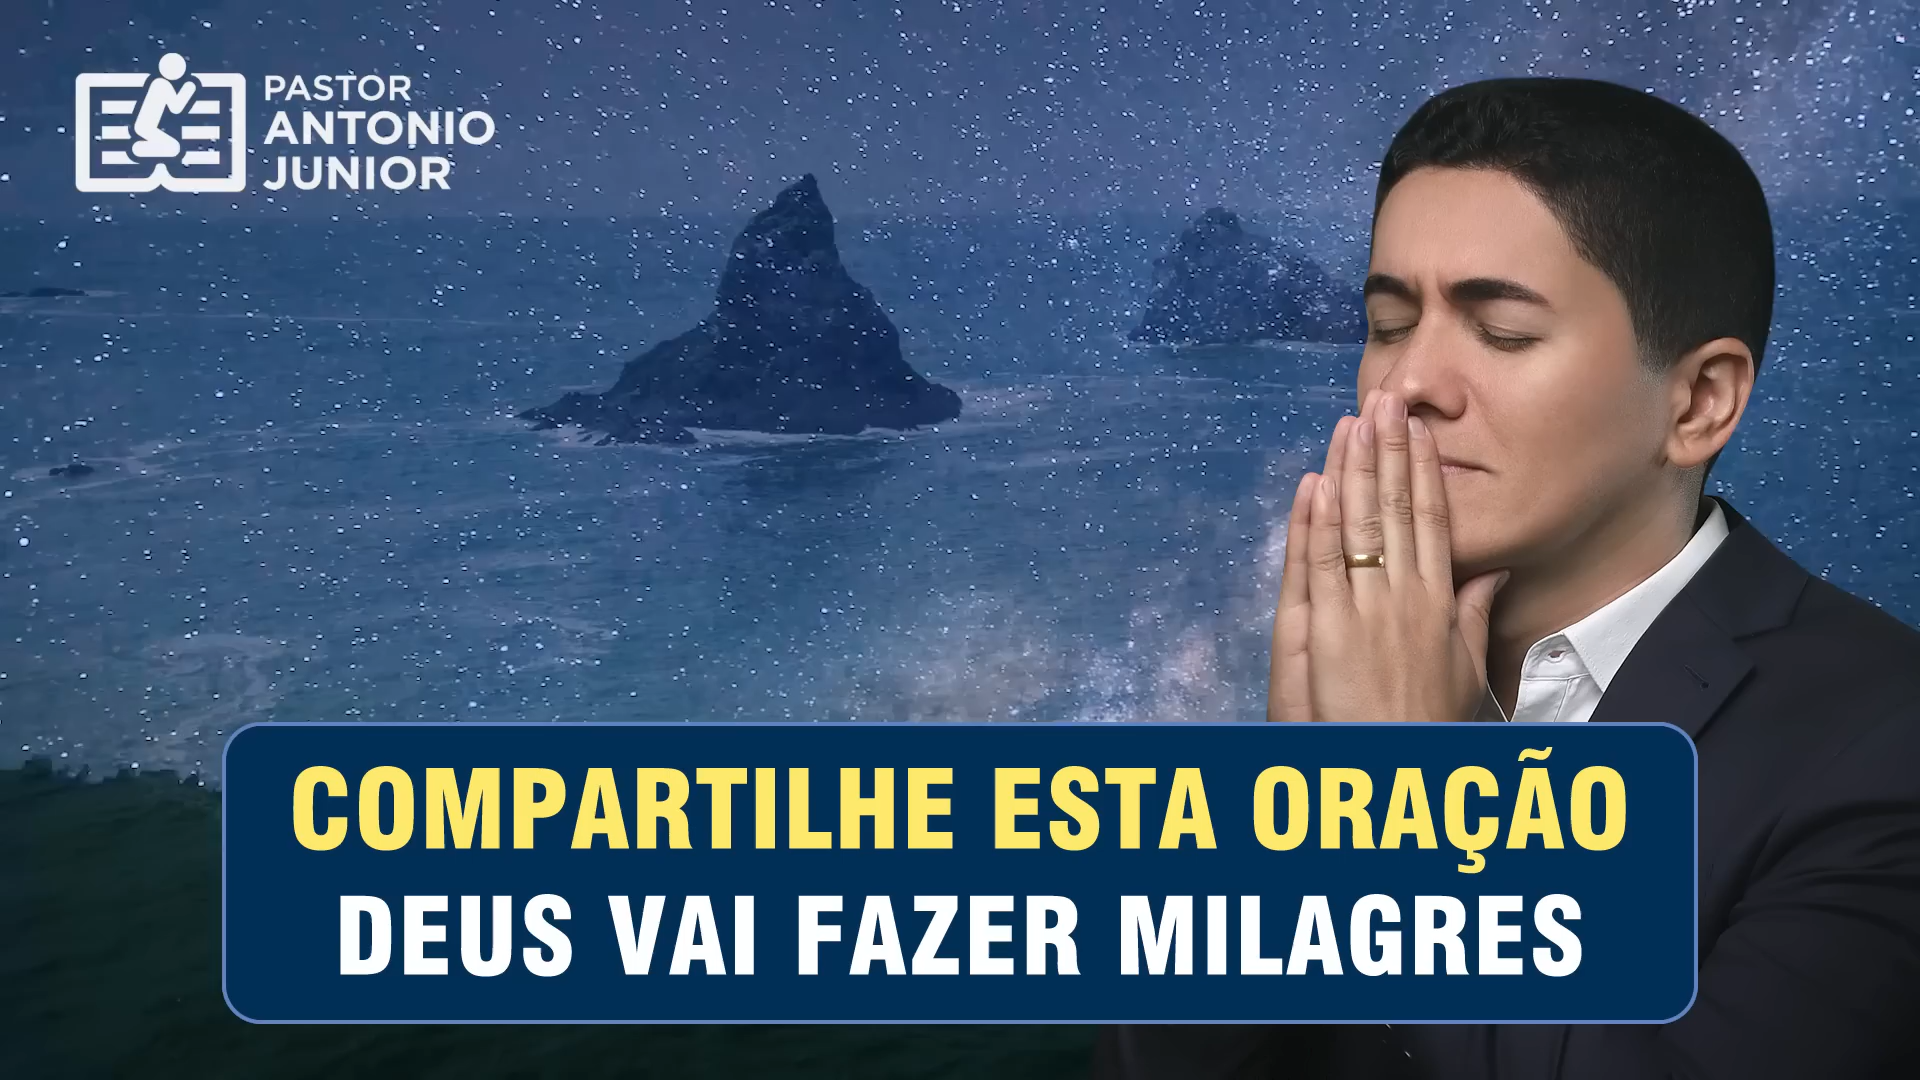 PASTOR
ANTONIO
JUNIOR
COMPARTILHE ESTA ORAÇÃO
DEUS VAI FAZER MILAGRES